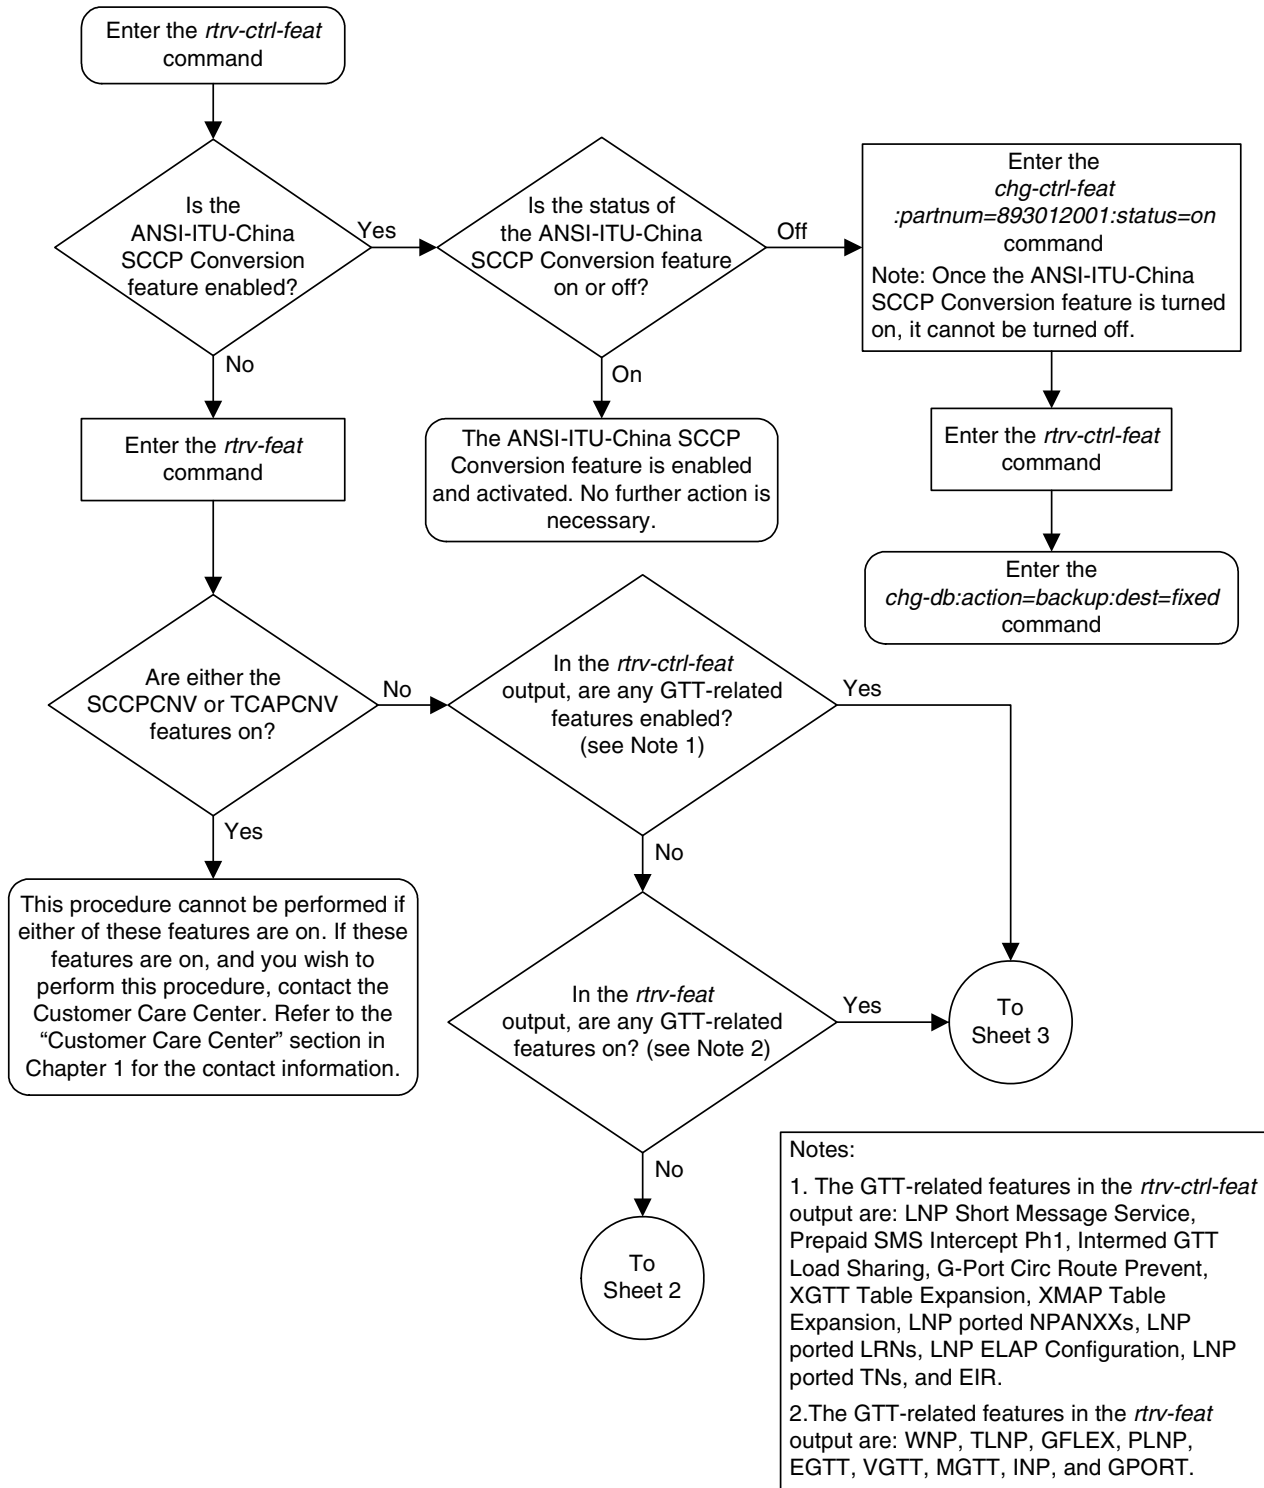 Enter the rtrv-ctrl-feat
command
Is the
ANSI-ITU-China
SCCP Conversion
feature enabled?
Yes
No
Is the status of
the ANSI-ITU-China
SCCP Conversion feature
on or off?
Off
On
Enter the
chg-ctrl-feat
:partnum=893012001:status=on
command
Note: Once the ANSI-ITU-China
SCCP Conversion feature is turned
on, it cannot be turned off.
Enter the rtrv-feat
command
The ANSI-ITU-China SCCP
Conversion feature is enabled
and activated. No further action is
necessary.
Enter the rtrv-ctrl-feat
command
Enter the
chg-db:action=backup:dest=fixed
command
Are either the
SCCPCNV or TCAPCNV
features on?
No
Yes
In the rtrv-ctrl-feat
output, are any GTT-related
features enabled?
(see Note 1)
Yes
No
This procedure cannot be performed if
either of these features are on. If these
features are on, and you wish to
perform this procedure, contact the
Customer Care Center. Refer to the
“Customer Care Center” section in
Chapter 1 for the contact information.
In the rtrv-feat
output, are any GTT-related
features on? (see Note 2)
Yes
No
To
Sheet 3
To
Sheet 2
Notes:
1. The GTT-related features in the rtrv-ctrl-feat
output are: LNP Short Message Service,
Prepaid SMS Intercept Ph1, Intermed GTT
Load Sharing, G-Port Circ Route Prevent,
XGTT Table Expansion, XMAP Table
Expansion, LNP ported NPANXXs, LNP
ported LRNs, LNP ELAP Configuration, LNP
ported TNs, and EIR.
2.The GTT-related features in the rtrv-feat
output are: WNP, TLNP, GFLEX, PLNP,
EGTT, VGTT, MGTT, INP, and GPORT.